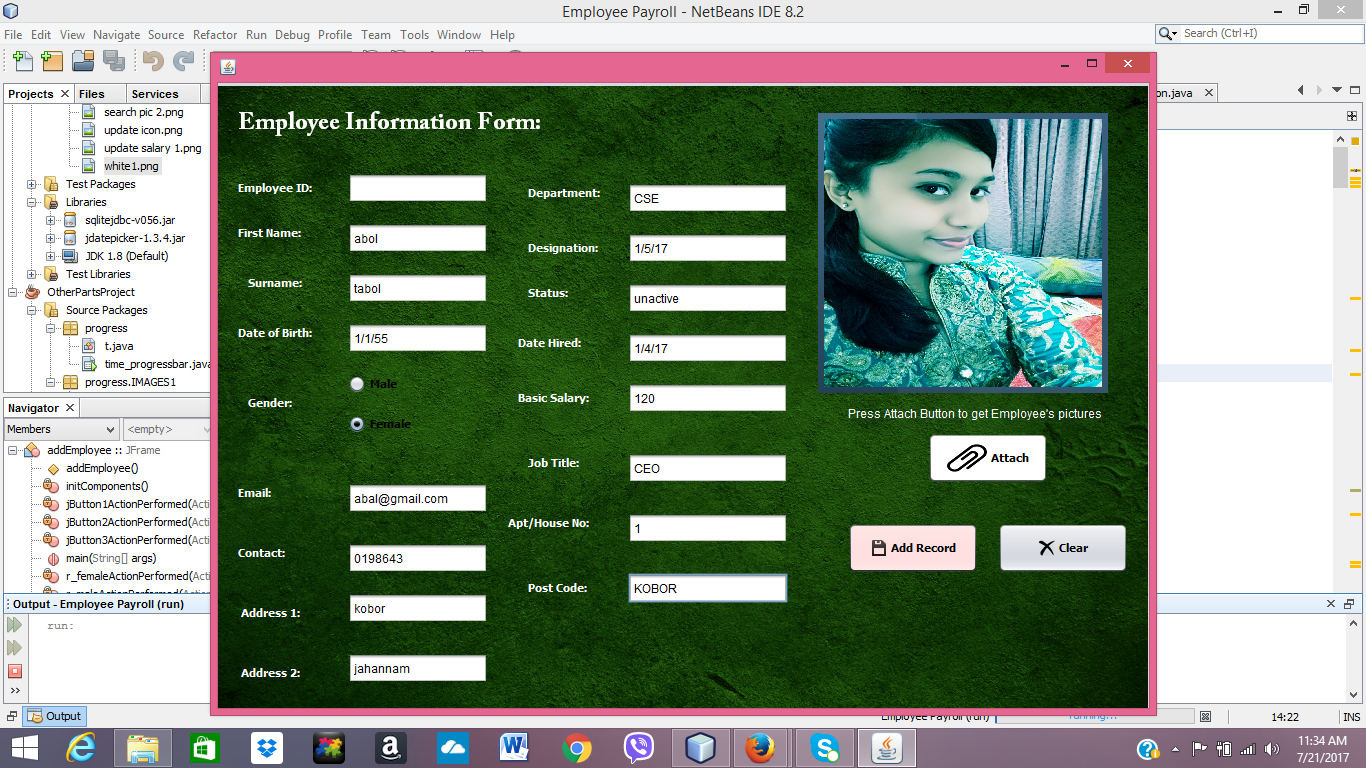 Employee Payroll - NetBeans IDE 8.2
File Edit View Navigate Source Refactor Run Debug Profile Team Tools Window Help
Search (Ctrl+I)
Projects Files Services
on.java
search pic 2.png
update icon.png
update salary 1.png
white1.png
Test Packages
Libraries
sqlitejdbc-v056.jar
jdatepicker-1.3.4.jar
JDK 1.8 (Default)
Test Libraries
OtherPartsProject
Source Packages
progress
t.java
time_progressbar.java
progress.IMAGES1
Navigator
Members <empty>
addEmployee :: JFrame
addEmployee()
initComponents()
jButton1ActionPerformed(Acti
jButton2ActionPerformed(Acti
jButton3ActionPerformed(Acti
main(String[] args)
r_femaleActionPerformed(Acti
Employee Information Form:
Employee ID:
First Name: abol
Surname: tabol
Date of Birth: 1/1/55
Gender:
Male
Female
Email: abal@gmail.com
Contact: 0198643
Address 1: kobor
Address 2: jahannam
Department: CSE
Designation: 1/5/17
Status: unactive
Date Hired: 1/4/17
Basic Salary: 120
Job Title: CEO
Apt/House No: 1
Post Code: KOBOR
Press Attach Button to get Employee's pictures
Attach
Add Record Clear
Output - Employee Payroll (run)
run:
Output
Employee Payroll (run) running...
14:22 INS
11:34 AM
7/21/2017